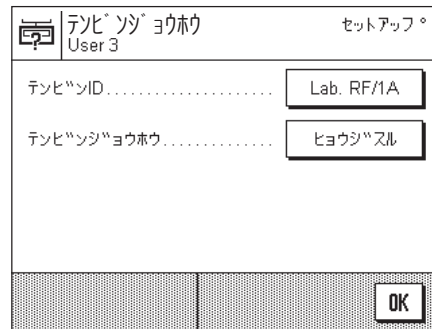 テンビンジョウホウ セットアップ
User 3
テンビンID...................... Lab. RF/1A
テンビンジョウホウ.............. ヒョウジスル
OK